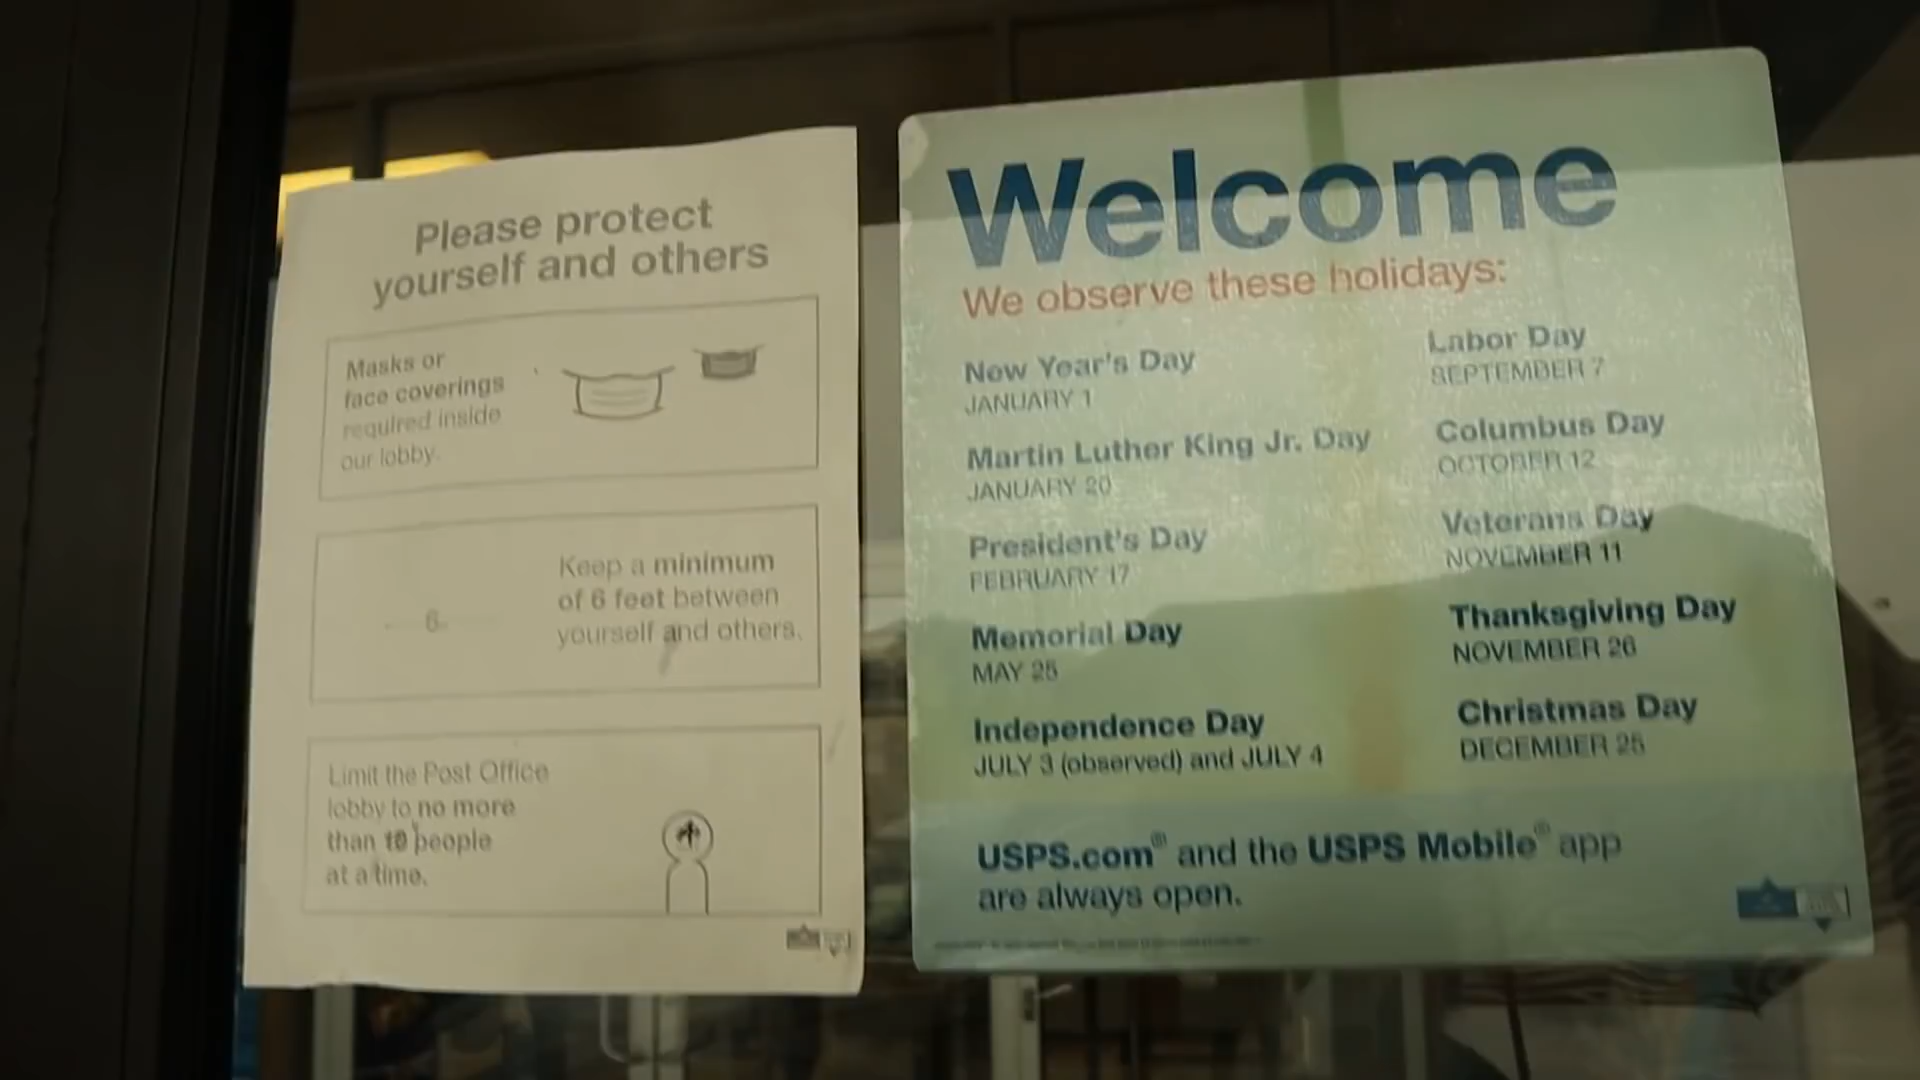 Please protect
yourself and others
Masks or
face coverings
required inside
our lobby.
6
Keep a minimum
of 6 feet between
yourself and others.
Limit the Post Office
lobby to no more
than 10 people
at a time.
Welcome
We observe these holidays:
New Year's Day
JANUARY 1
Martin Luther King Jr. Day
JANUARY 20
President's Day
FEBRUARY 17
Memorial Day
MAY 25
Independence Day
JULY 3 (observed) and JULY 4
Labor Day
SEPTEMBER 7
Columbus Day
OCTOBER 12
Veterans Day
NOVEMBER 11
Thanksgiving Day
NOVEMBER 26
Christmas Day
DECEMBER 25
USPS.com® and the USPS Mobile® app
are always open.